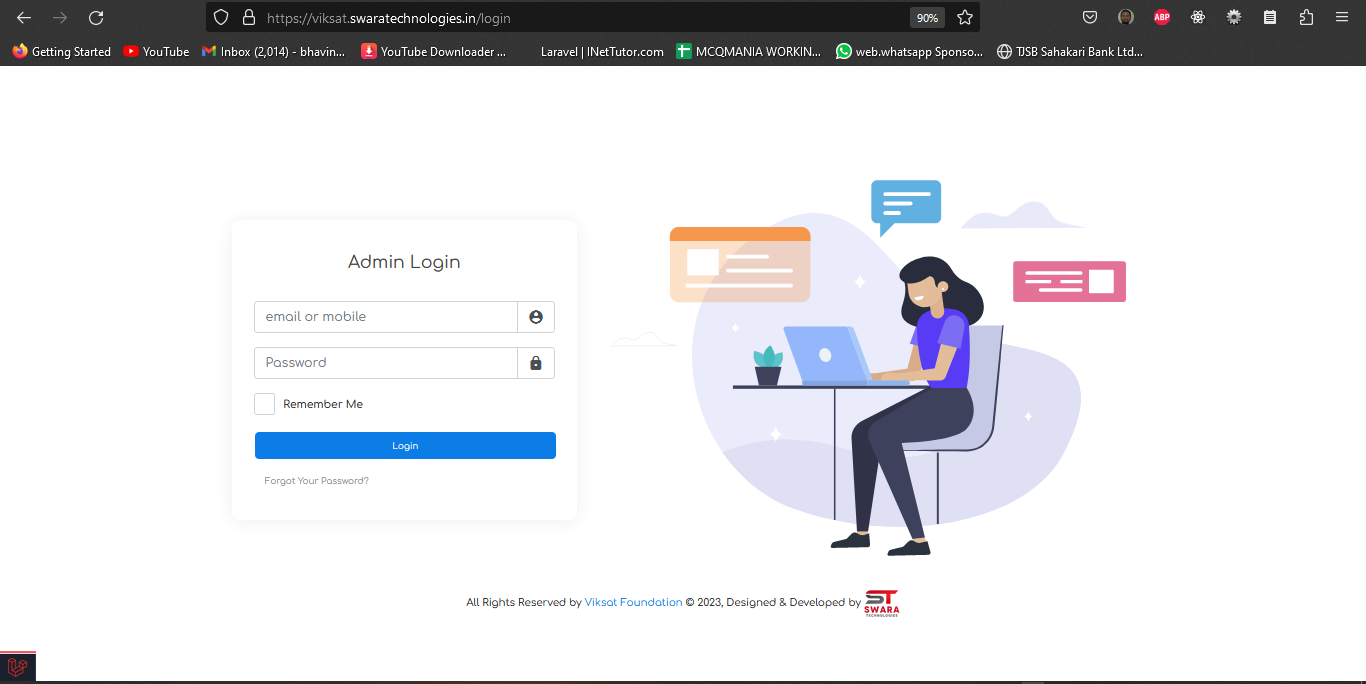 https://viksat.swaratechnologies.in/login
90%
ABP
Getting Started
YouTube
Inbox (2,014) - bhavin...
YouTube Downloader ...
Laravel | INetTutor.com
MCQMANIA WORKIN...
web.whatsapp Sponso...
TJSB Sahakari Bank Ltd...
Admin Login
email or mobile
Password
Remember Me
Login
Forgot Your Password?
All Rights Reserved by Viksat Foundation © 2023, Designed & Developed by
ST
SWARA
TECHNOLOGIES